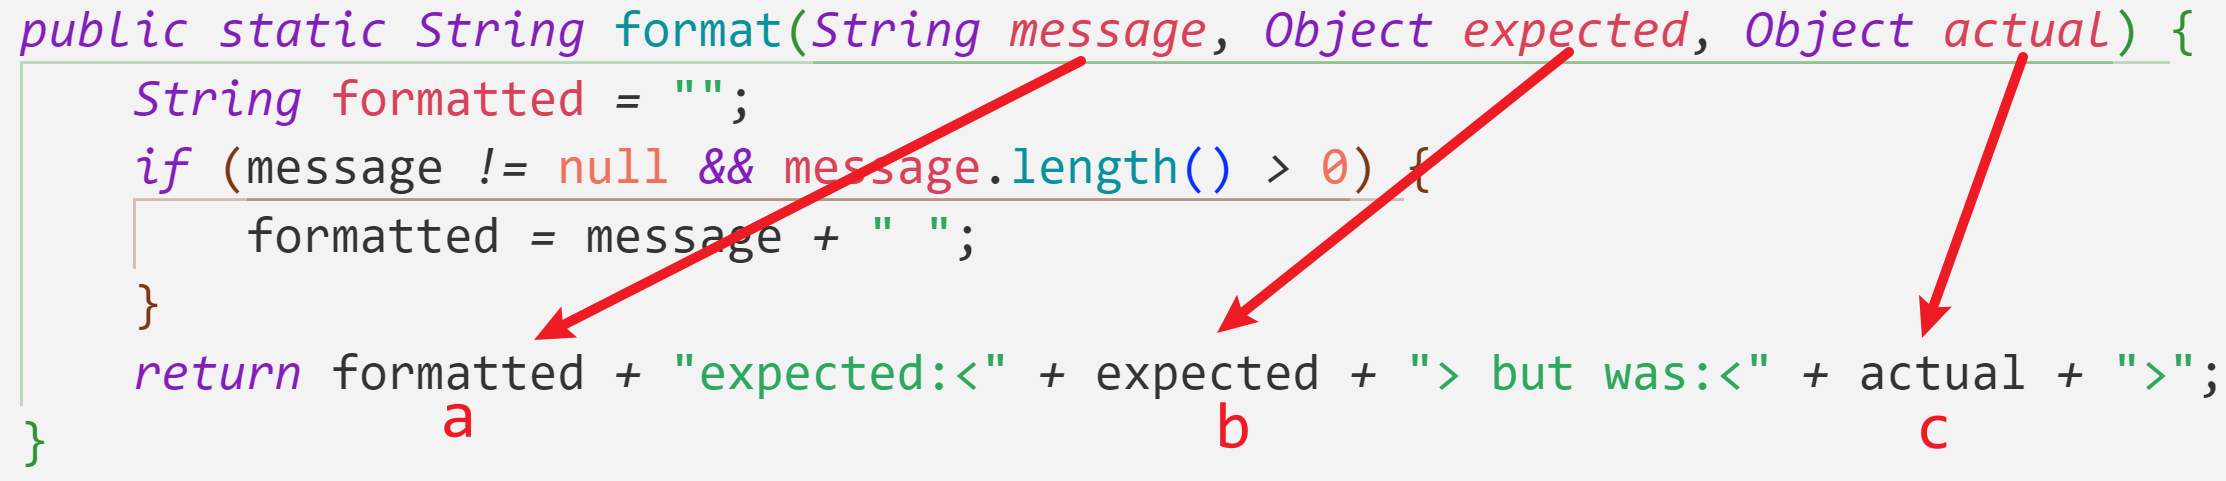 public static String format(String message, Object expected, Object actual) {
String formatted = "";
if (message != null && message.length() > 0) {
formatted = message + " ";
}
return formatted + "expected:<" + expected + "> but was:<" + actual + ">";
a b c
}